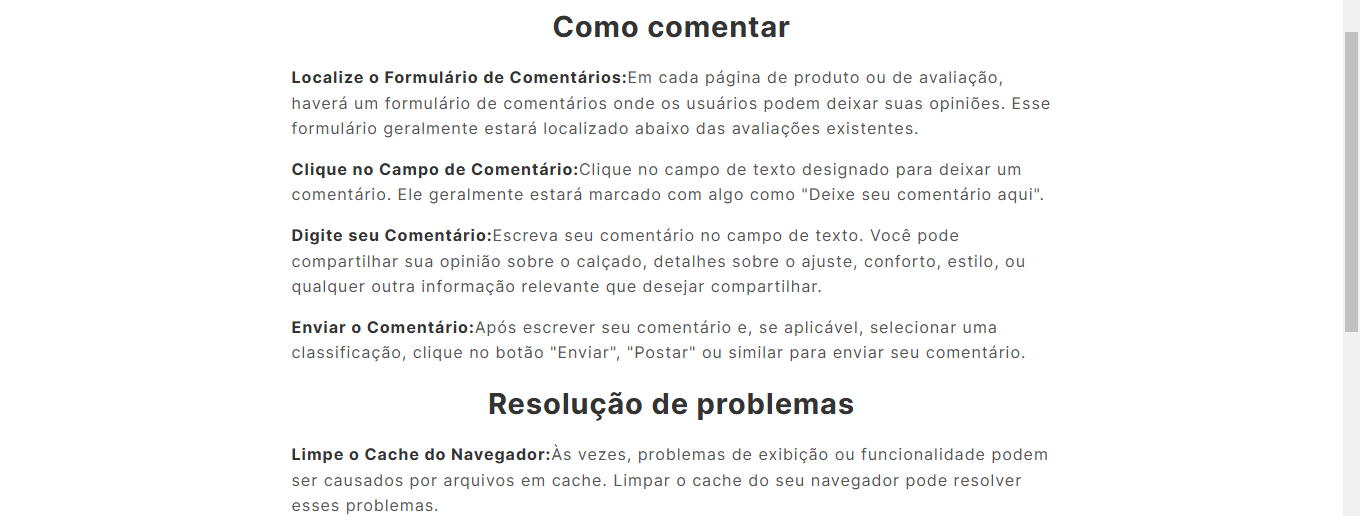 Como comentar
Localize o Formulário de Comentários:Em cada página de produto ou de avaliação,
haverá um formulário de comentários onde os usuários podem deixar suas opiniões. Esse
formulário geralmente estará localizado abaixo das avaliações existentes.
Clique no Campo de Comentário:Clique no campo de texto designado para deixar um
comentário. Ele geralmente estará marcado com algo como "Deixe seu comentário aqui".
Digite seu Comentário:Escreva seu comentário no campo de texto. Você pode
compartilhar sua opinião sobre o calçado, detalhes sobre o ajuste, conforto, estilo, ou
qualquer outra informação relevante que desejar compartilhar.
Enviar o Comentário:Após escrever seu comentário e, se aplicável, selecionar uma
classificação, clique no botão "Enviar", "Postar" ou similar para enviar seu comentário.
Resolução de problemas
Limpe o Cache do Navegador:Às vezes, problemas de exibição ou funcionalidade podem
ser causados por arquivos em cache. Limpar o cache do seu navegador pode resolver
esses problemas.